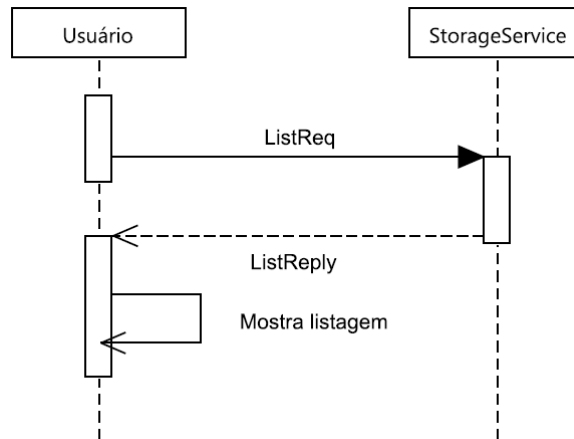 Usuário
StorageService
ListReq
ListReply
Mostra listagem